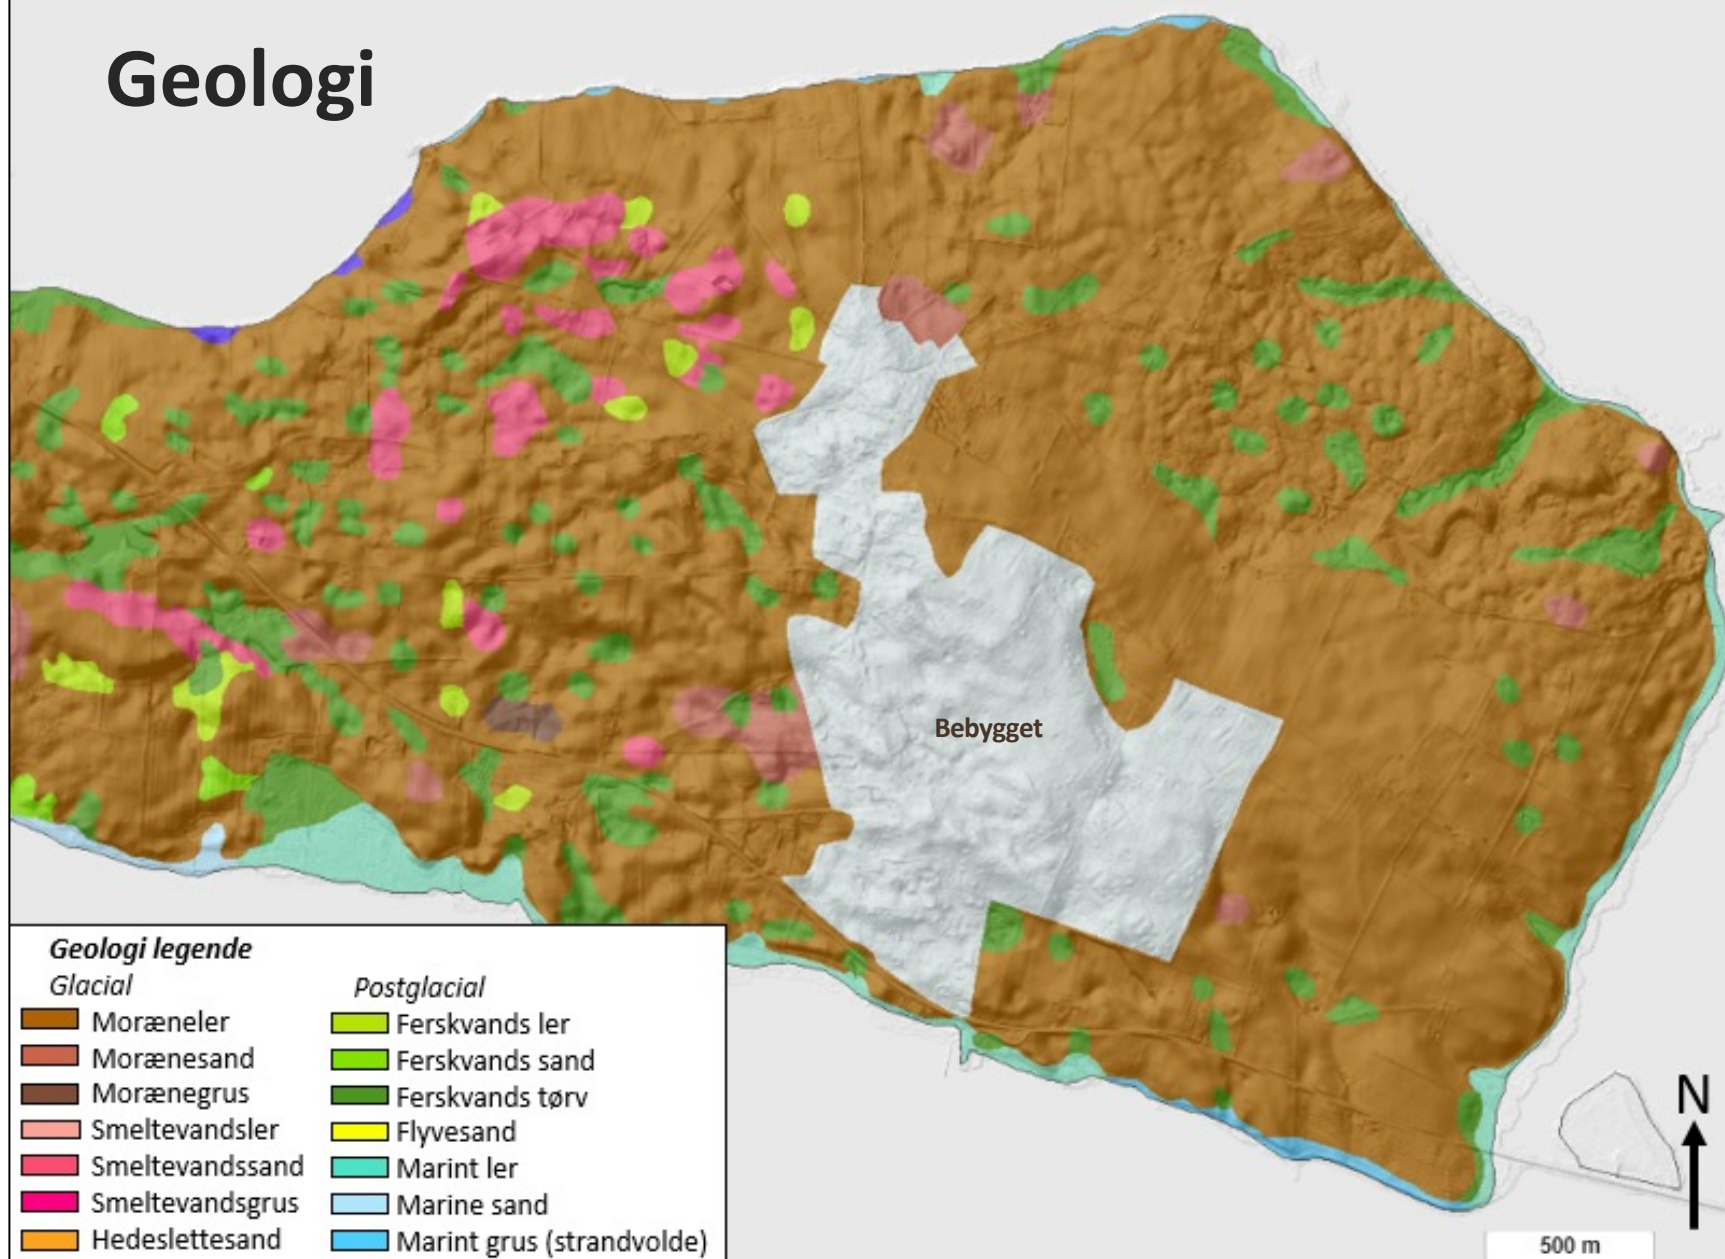 Geologi
Bebygget
Geologi legende
Glacial
Moræneler
Morænesand
Morænegrus
Smeltevandsler
Smeltevandssand
Smeltevandsgrus
Hedeslettesand
Postglacial
Ferskvands ler
Ferskvands sand
Ferskvands tørv
Flyvesand
Marint ler
Marine sand
Marint grus (strandvolde)
N
500 m